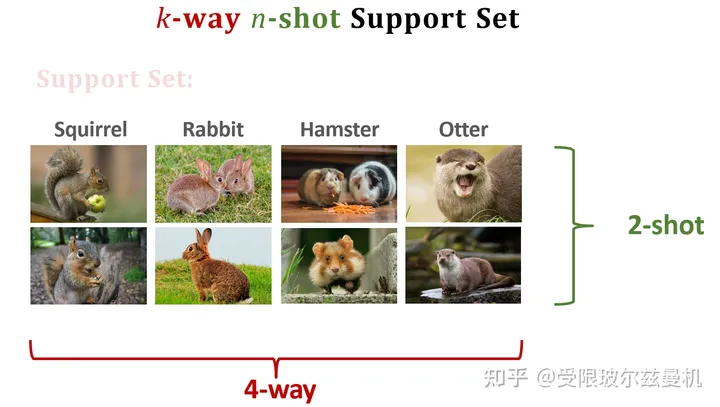 k-way n-shot Support Set
Support Set:
Squirrel Rabbit Hamster Otter
2-shot
4-way
知乎 @受限玻尔兹曼机